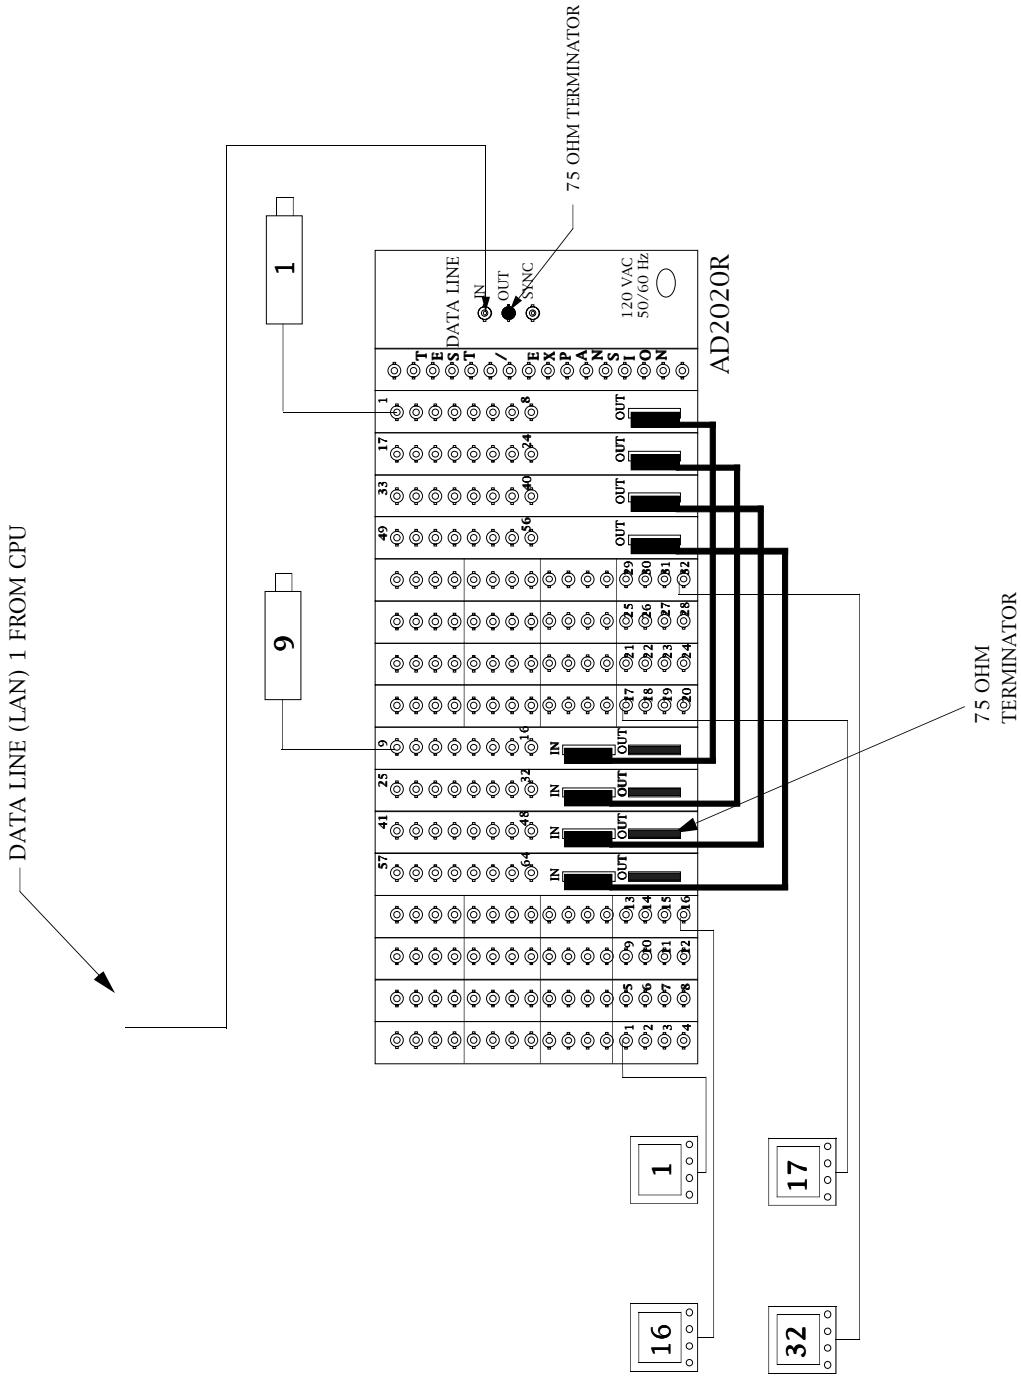 DATA LINE (LAN) 1 FROM CPU
75 OHM TERMINATOR
1
9
DATA LINE
IN
OUT
SYNC
120 VAC
50/60 Hz
AD2020R
TEST / EXPANSION
1
8
OUT
17
24
OUT
33
40
OUT
49
56
OUT
29
30
31
32
25
26
27
28
21
22
23
24
17
18
19
20
9
16
IN
OUT
25
32
IN
OUT
41
48
IN
OUT
57
64
IN
OUT
13
14
15
16
9
10
11
12
5
6
7
8
1
2
3
4
75 OHM
TERMINATOR
1
17
16
32